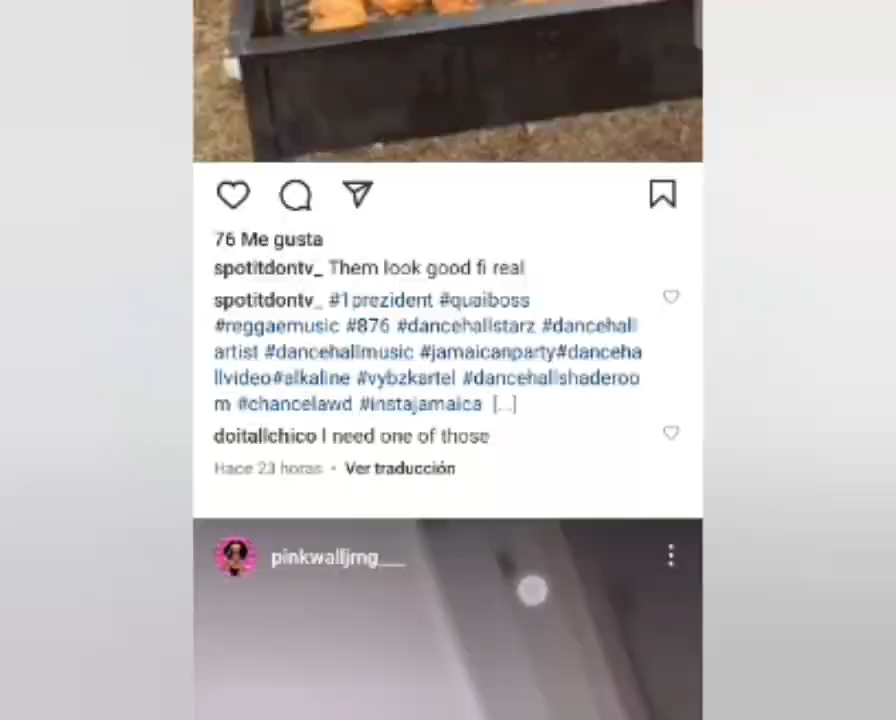 76 Me gusta
spotitdontv_ Them look good fi real
spotitdontv_ #1prezident #quaiboss
#reggaemusic #876 #dancehallstarz #dancehall
artist #dancehallmusic #jamaicanparty#danceha
llvideo#alkaline #vybzkartel #dancehallshaderoo
m #chancelawd #instajamaica [...]
doitallchico I need one of those
Hace 23 horas • Ver traducción
pinkwalljmg___